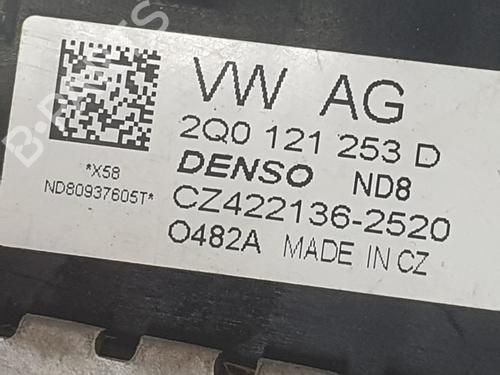 VW AG
2Q0 121 253 D
DENSO ND8
CZ422136-2520
O482A MADE IN CZ
*X58
ND80937605T*